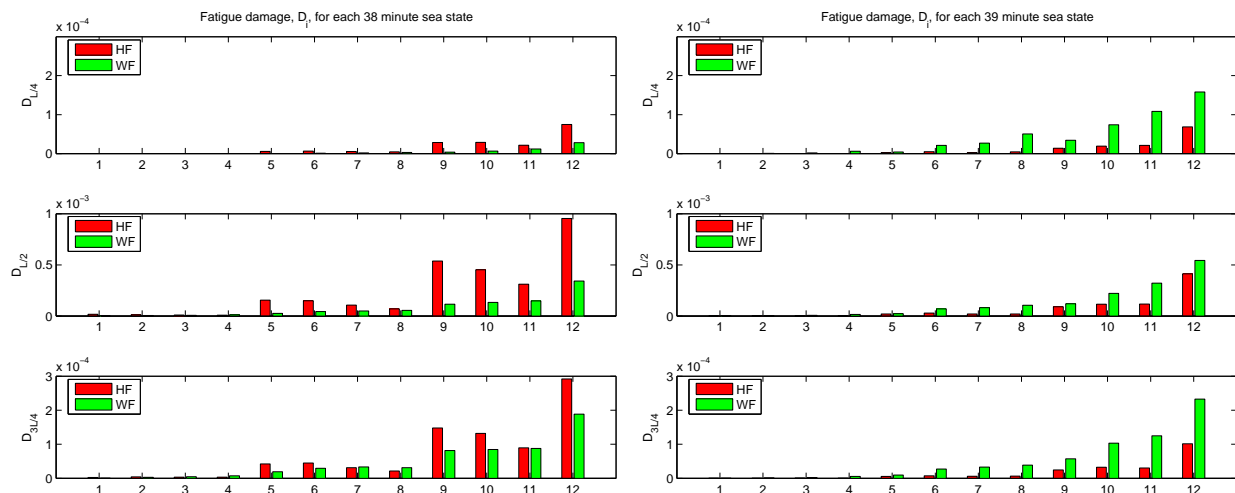 Fatigue damage, D_i, for each 38 minute sea state
x 10^−4
HF
WF
D_L/4
2
1
0
1 2 3 4 5 6 7 8 9 10 11 12
x 10^−3
HF
WF
D_L/2
1
0.5
0
1 2 3 4 5 6 7 8 9 10 11 12
x 10^−4
HF
WF
D_3L/4
3
2
1
0
1 2 3 4 5 6 7 8 9 10 11 12
Fatigue damage, D_i, for each 39 minute sea state
x 10^−4
HF
WF
D_L/4
2
1
0
1 2 3 4 5 6 7 8 9 10 11 12
x 10^−3
HF
WF
D_L/2
1
0.5
0
1 2 3 4 5 6 7 8 9 10 11 12
x 10^−4
HF
WF
D_3L/4
3
2
1
0
1 2 3 4 5 6 7 8 9 10 11 12